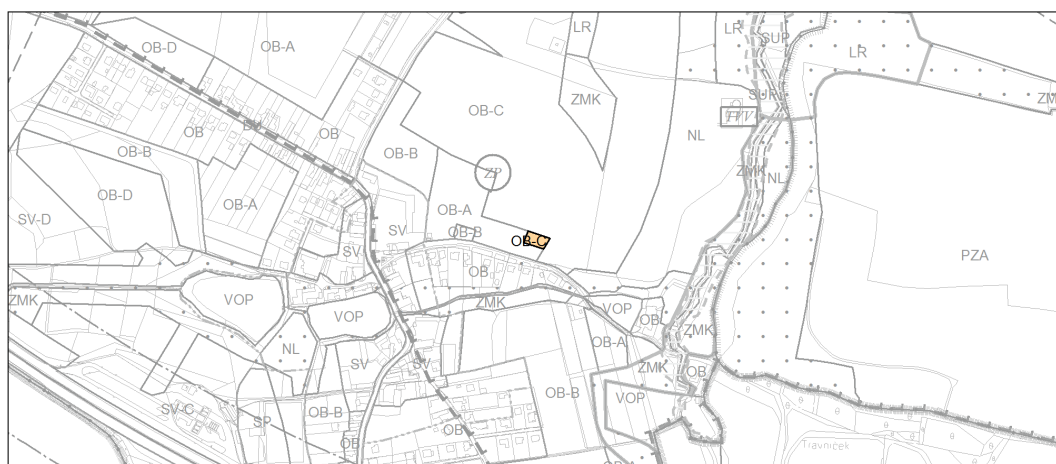 LR
LR
SUP
LR
OB-D
OB-A
ZMK
OB-C
SUP
ZM
OB
OB
OB-B
OB-B
NL
ZP
ZMK
NL
OB-D
OB-A
OB-A
SV-D
SV
SV
OB-B
OB-C
PZA
OB
ZMK
VOP
ZMK
VOP
OB
VOP
ZMK
OB-A
NL
SV
SV
ZMK
OB
OB-B
VOP
SV-C
SP
OB-B
OB
OB
Trávníček